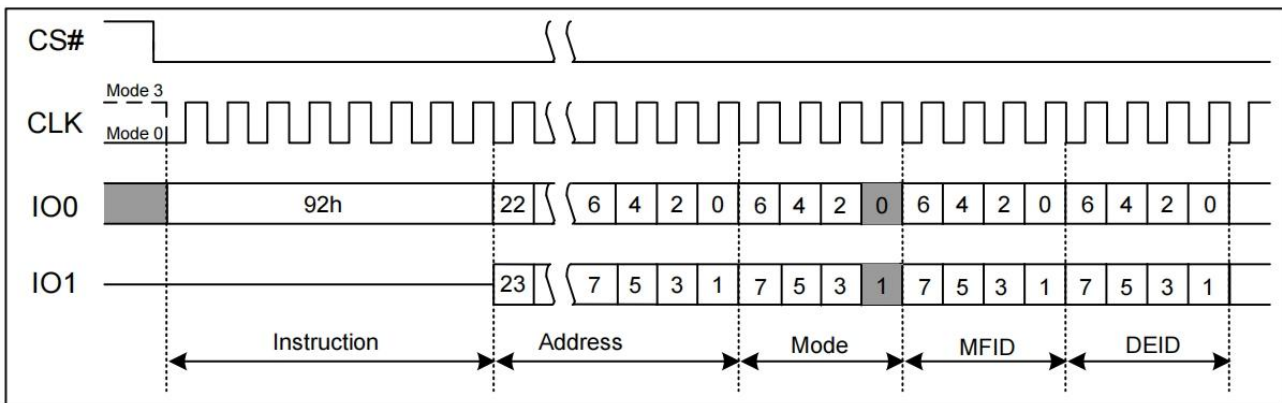 CS#
Mode 3
CLK
Mode 0
IO0 92h 22 6 4 2 0 6 4 2 0 6 4 2 0 6 4 2 0
IO1 23 7 5 3 1 7 5 3 1 7 5 3 1 7 5 3 1
Instruction Address Mode MFID DEID